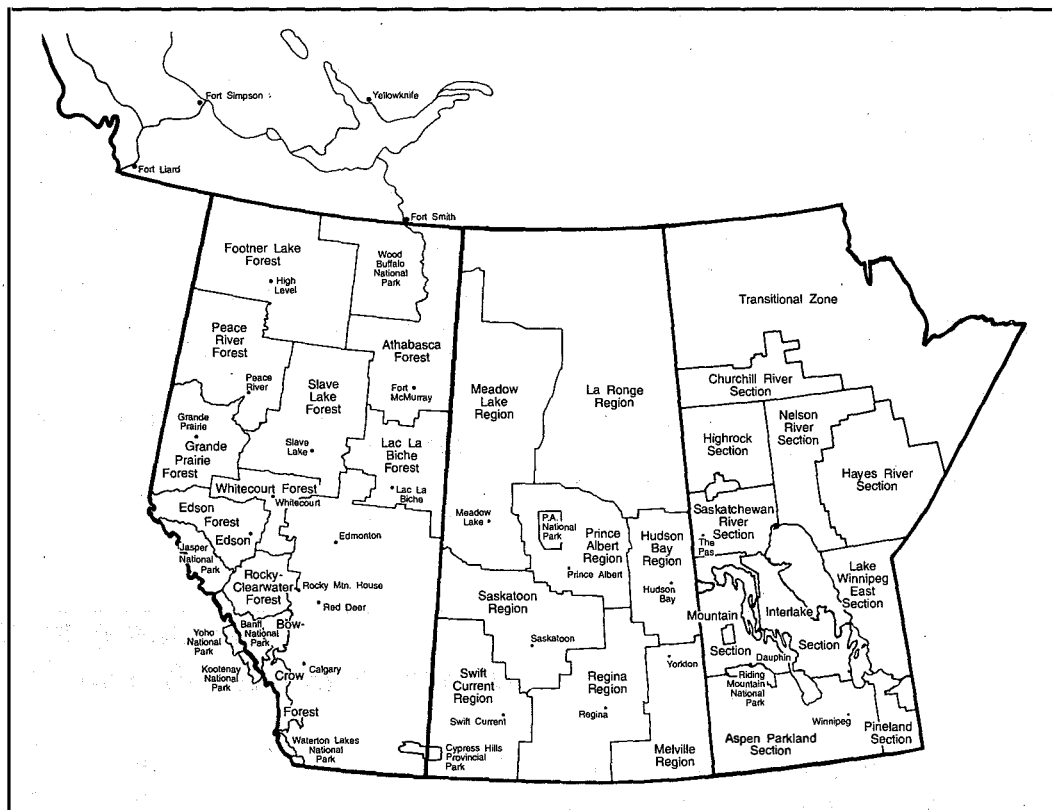 Fort Simpson
Yellowknife
Fort Liard
Fort Smith
Footner Lake
Forest
High
Level
Wood
Buffalo
National
Park
Transitional Zone
Peace
River
Forest
Peace
River
Athabasca
Forest
Fort
McMurray
Slave
Lake
Forest
Slave
Lake
Meadow
Lake
Region
La Ronge
Region
Churchill River
Section
Nelson
River
Section
Highrock
Section
Hayes River
Section
Grande
Prairie
Grande
Prairie
Forest
Lac La
Biche
Forest
Lac La
Biche
Whitecourt Forest
Whitecourt
Edson
Forest
Edson
Edmonton
Meadow
Lake
P.A.
National
Park
Prince
Albert
Region
Prince Albert
Hudson
Bay
Region
Hudson
Bay
Saskatchewan
River
Section
The
Pas
Jasper
National
Park
Rocky-
Clearwater
Forest
Rocky Mtn. House
Red Deer
Saskatoon
Region
Saskatoon
Lake
Winnipeg
East
Section
Mountain
Section
Interlake
Section
Dauphin
Banff
National
Park
Bow-
Crow
Forest
Yoho
National
Park
Kootenay
National
Park
Calgary
Swift
Current
Region
Swift Current
Regina
Region
Regina
Yorkton
Riding
Mountain
National
Park
Winnipeg
Pineland
Section
Aspen Parkland
Section
Waterton Lakes
National
Park
Cypress Hills
Provincial
Park
Melville
Region